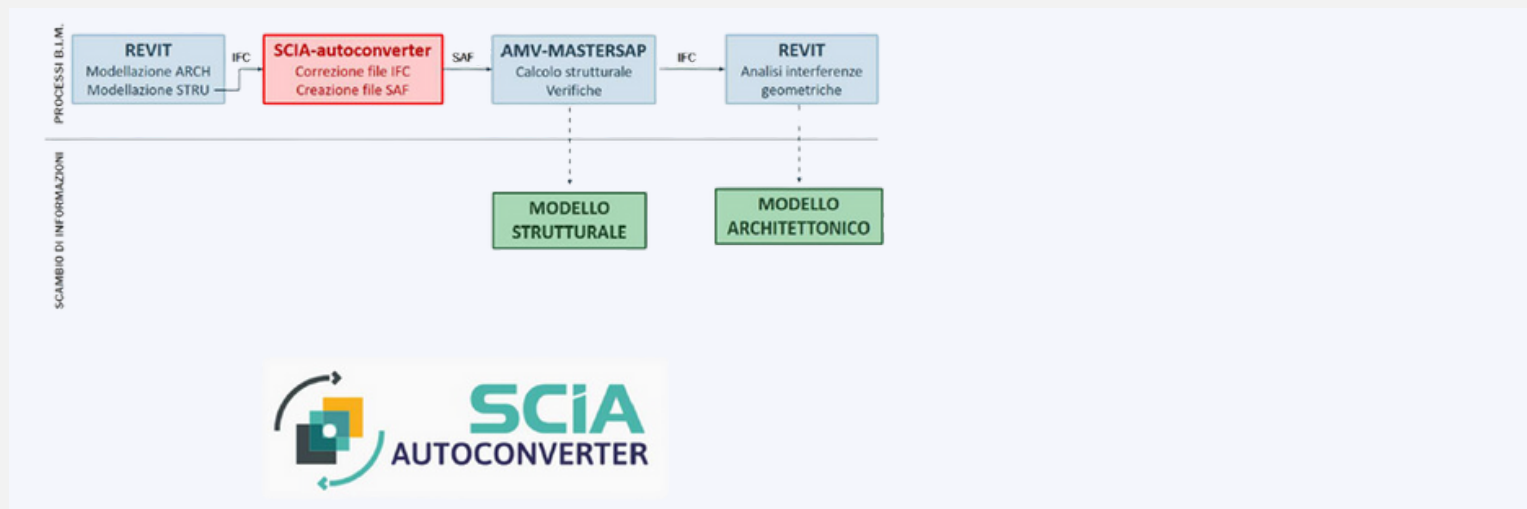 PROCESSI B.I.M.
REVIT
Modellazione ARCH
Modellazione STRU
IFC
SCIA-autoconverter
Correzione file IFC
Creazione file SAF
SAF
AMV-MASTERSAP
Calcolo strutturale
Verifiche
IFC
REVIT
Analisi interferenze
geometriche
SCAMBIO DI INFORMAZIONI
MODELLO
STRUTTURALE
MODELLO
ARCHITETTONICO
SCiA
AUTOCONVERTER